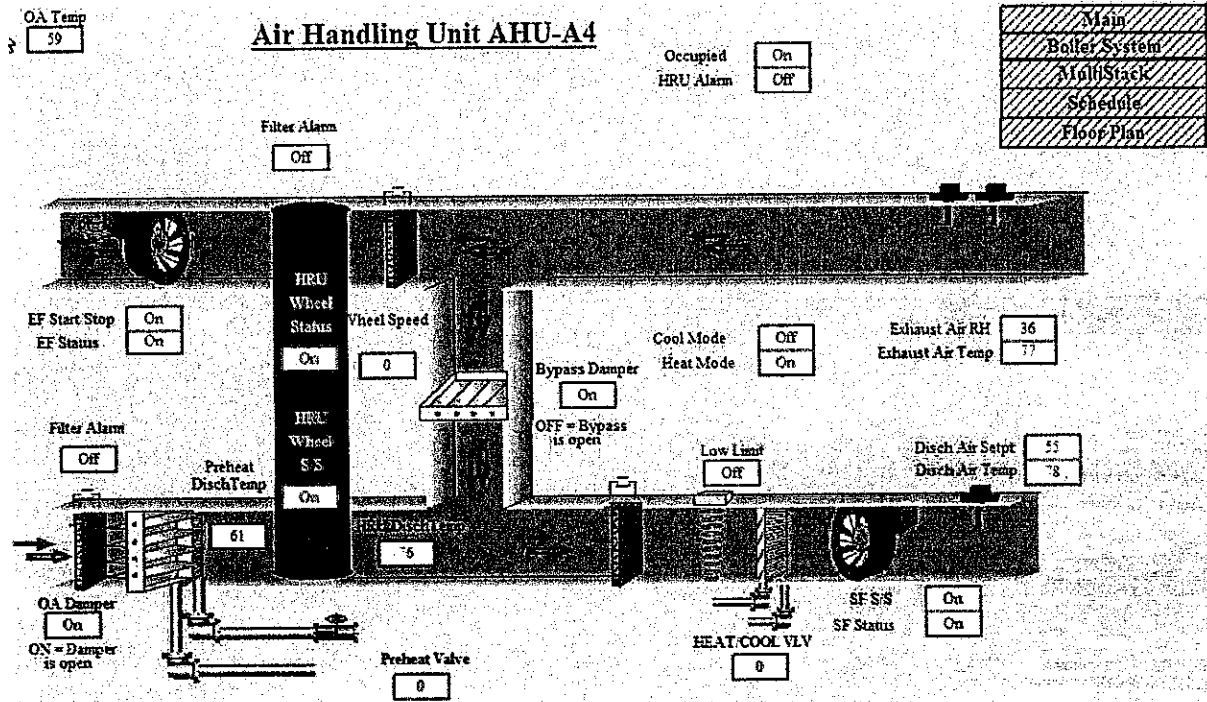 OA Temp
59
Air Handling Unit AHU-A4
Main
Boiler System
MultiStack
Schedule
Floor Plan
Occupied
On
HRU Alarm
Off
Filter Alarm
Off
HRU
Wheel
Status
On
EF Start Stop
On
EF Status
On
Wheel Speed
0
Cool Mode
Off
Heat Mode
On
Exhaust Air RH
36
Exhaust Air Temp
77
Bypass Damper
On
OFF = Bypass
is open
HRU
Wheel
S/S
On
Filter Alarm
Off
Preheat
DischTemp
61
Low Limit
Off
Disch Air Setpt
55
Disch Air Temp
78
DischTemp
OA Damper
On
ON = Damper
is open
SF S/S
On
SF Status
On
HEAT/COOL VLV
0
Preheat Valve
0